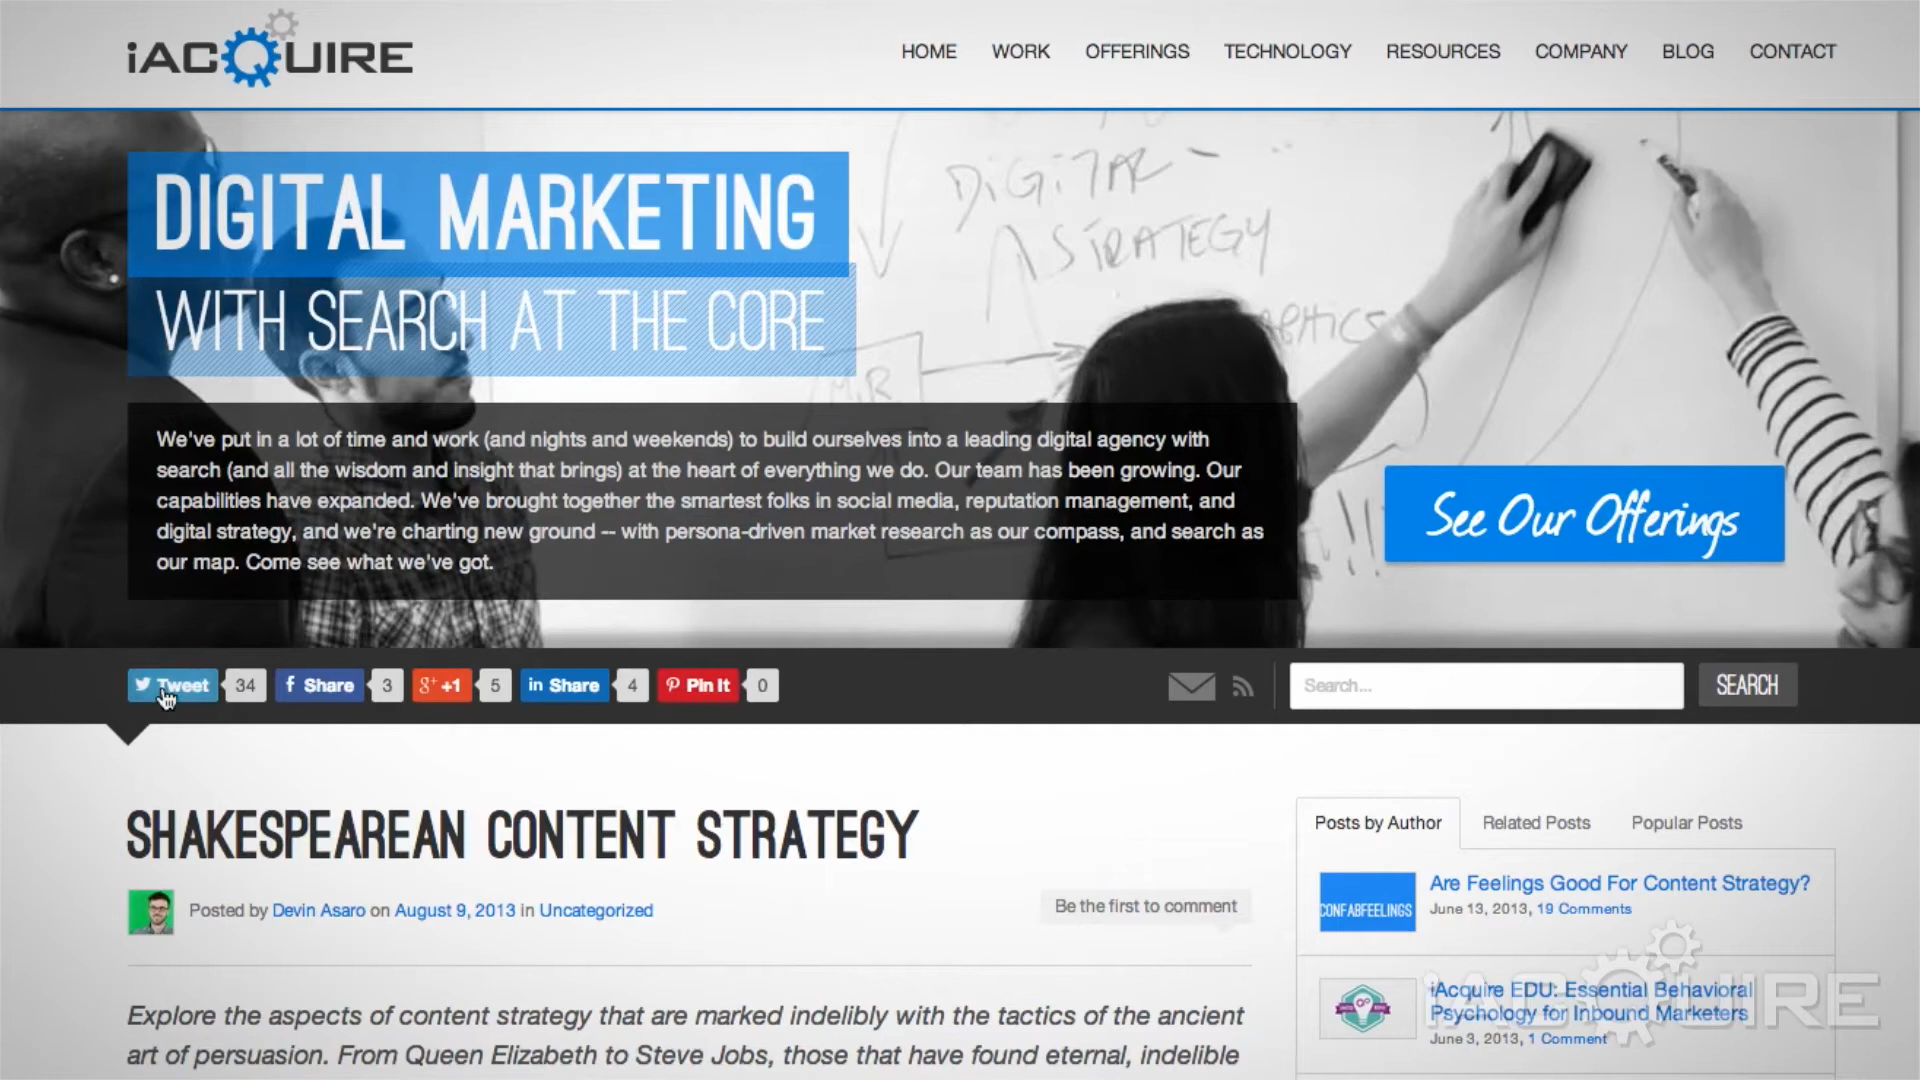 iACQUIRE
HOME WORK OFFERINGS TECHNOLOGY RESOURCES COMPANY BLOG CONTACT
DIGITAL MARKETING
WITH SEARCH AT THE CORE
DIGITAL
STRATEGY
We've put in a lot of time and work (and nights and weekends) to build ourselves into a leading digital agency with
search (and all the wisdom and insight that brings) at the heart of everything we do. Our team has been growing. Our
capabilities have expanded. We've brought together the smartest folks in social media, reputation management, and
digital strategy, and we're charting new ground -- with persona-driven market research as our compass, and search as
our map. Come see what we've got.
See Our Offerings
Tweet 34 f Share 3 g+ +1 5 in Share 4 Pin It 0
Search...
SEARCH
SHAKESPEAREAN CONTENT STRATEGY
Posted by Devin Asaro on August 9, 2013 in Uncategorized
Be the first to comment
Explore the aspects of content strategy that are marked indelibly with the tactics of the ancient
art of persuasion. From Queen Elizabeth to Steve Jobs, those that have found eternal, indelible
Posts by Author Related Posts Popular Posts
CONFABFEELINGS
Are Feelings Good For Content Strategy?
June 13, 2013, 19 Comments
iAcquire EDU: Essential Behavioral
Psychology for Inbound Marketers
June 3, 2013, 1 Comment
iACQUIRE